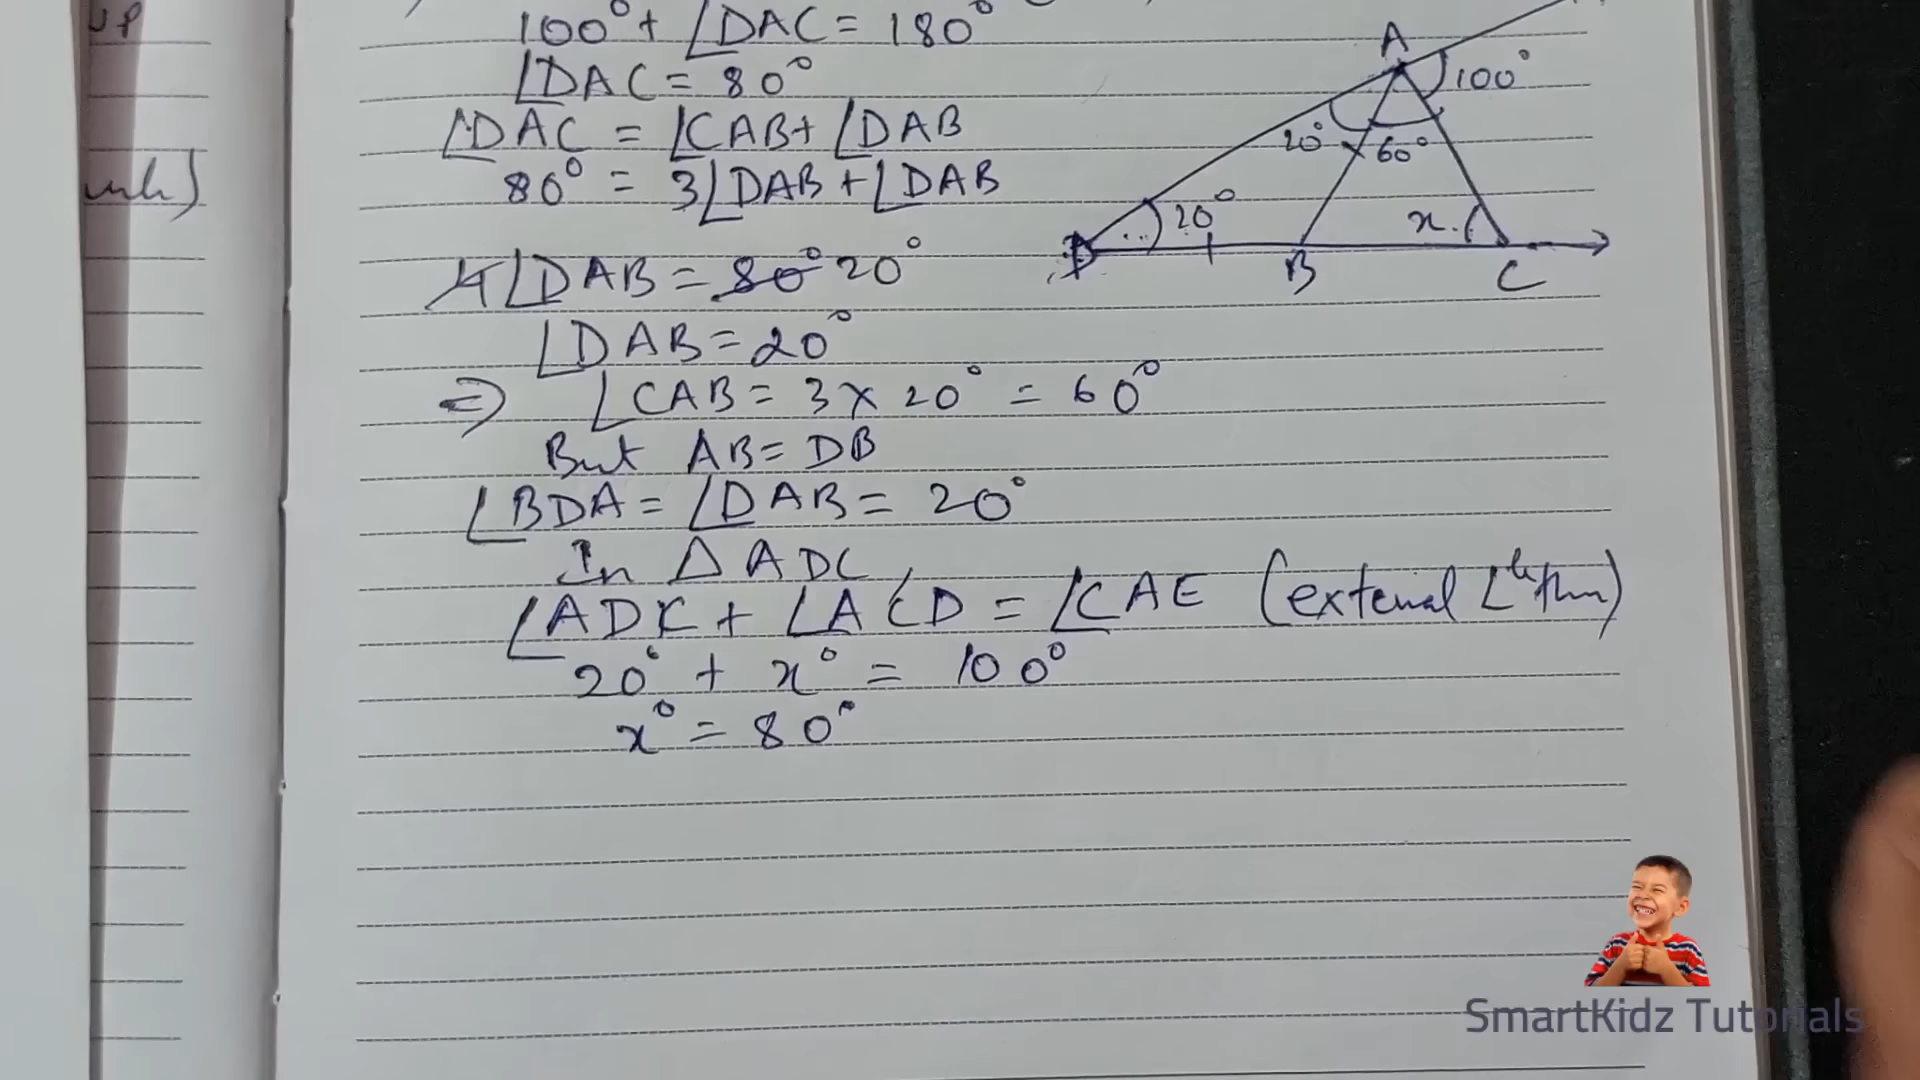 100° + ∠DAC = 180°
∠DAC = 80°
∠DAC = ∠CAB + ∠DAB
80° = 3∠DAB + ∠DAB
4∠DAB = 80° 20°
∠DAB = 20°
⇒ ∠CAB = 3 × 20° = 60°
But AB = DB
∠BDA = ∠DAB = 20°
In △ADC
∠ADC + ∠ACD = ∠CAE (external
20° + x° = 100°
x° = 80°
A
100°
20°
60°
20°
x
D
B
C
SmartKidz Tutorials